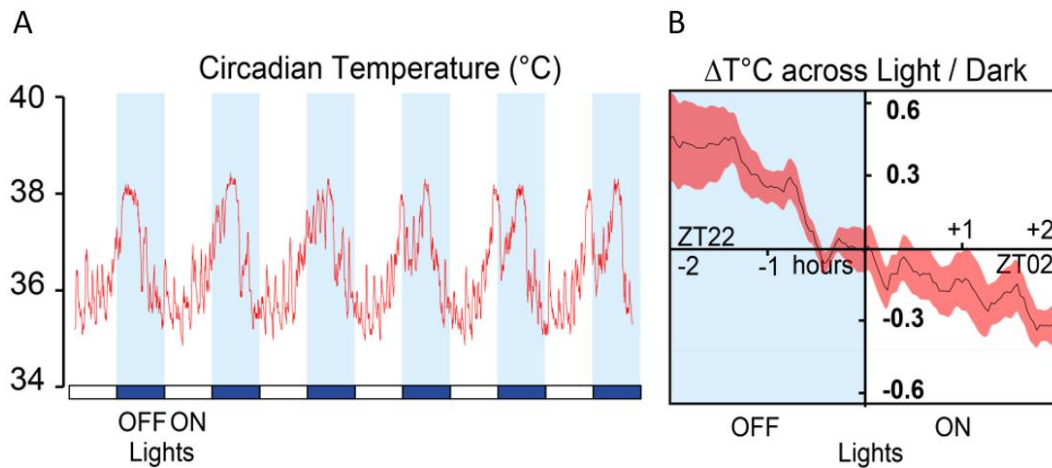 A
Circadian Temperature (°C)
40
38
36
34
OFF ON
Lights
B
ΔT°C across Light / Dark
0.6
0.3
ZT22
+1
+2
-2
-1
hours
ZT02
-0.3
-0.6
OFF
ON
Lights